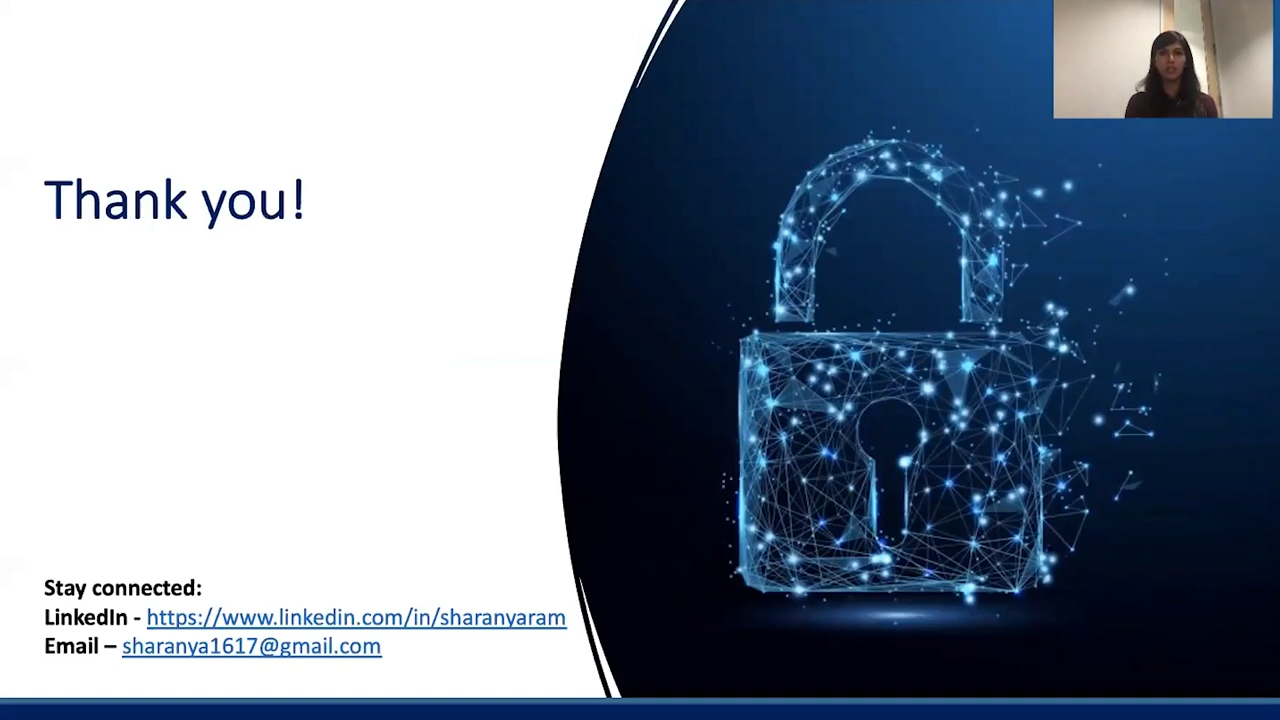 Thank you!
Stay connected:
LinkedIn - https://www.linkedin.com/in/sharanyaram
Email – sharanya1617@gmail.com